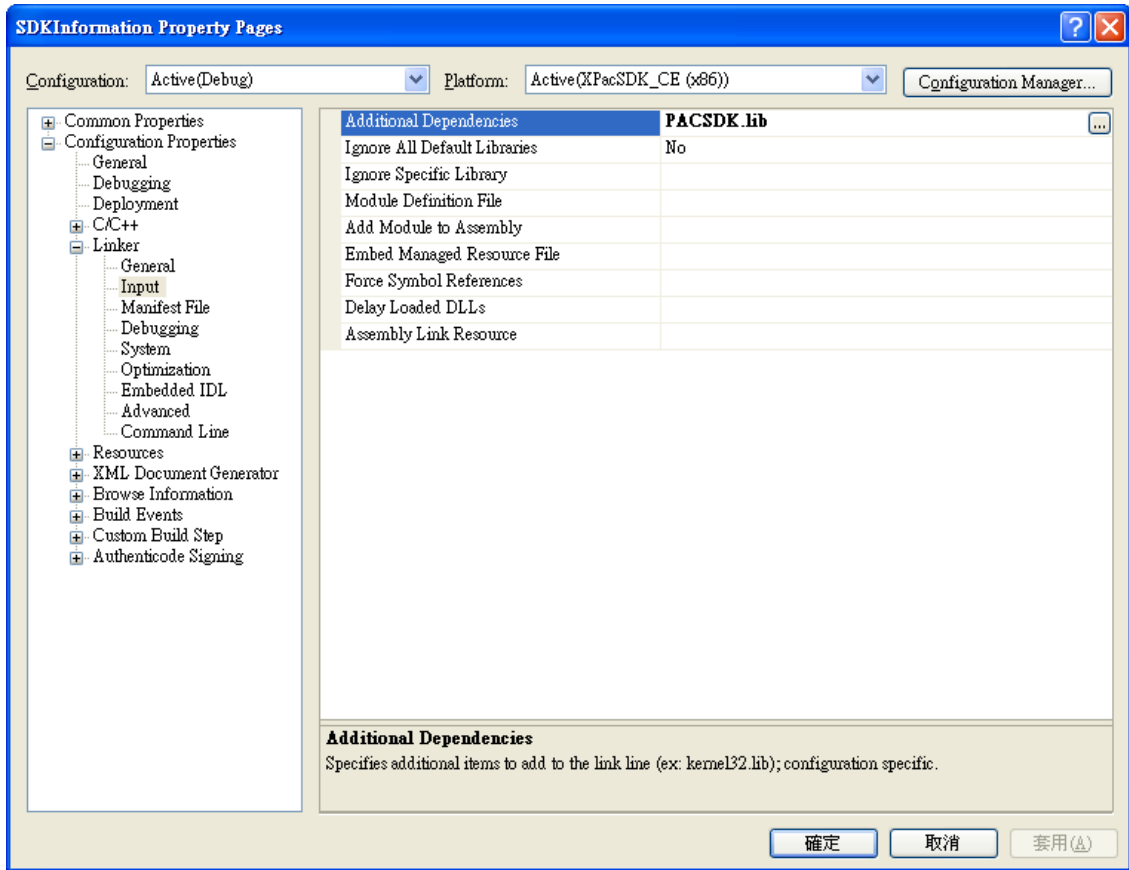 SDKInformation Property Pages
Configuration: Active(Debug) Platform: Active(XPacSDK_CE (x86)) Configuration Manager...
Common Properties
Configuration Properties
General
Debugging
Deployment
C/C++
Linker
General
Input
Manifest File
Debugging
System
Optimization
Embedded IDL
Advanced
Command Line
Resources
XML Document Generator
Browse Information
Build Events
Custom Build Step
Authenticode Signing
Additional Dependencies PACSDK.lib ...
Ignore All Default Libraries No
Ignore Specific Library
Module Definition File
Add Module to Assembly
Embed Managed Resource File
Force Symbol References
Delay Loaded DLLs
Assembly Link Resource
Additional Dependencies
Specifies additional items to add to the link line (ex: kernel32.lib); configuration specific.
確定 取消 套用(A)